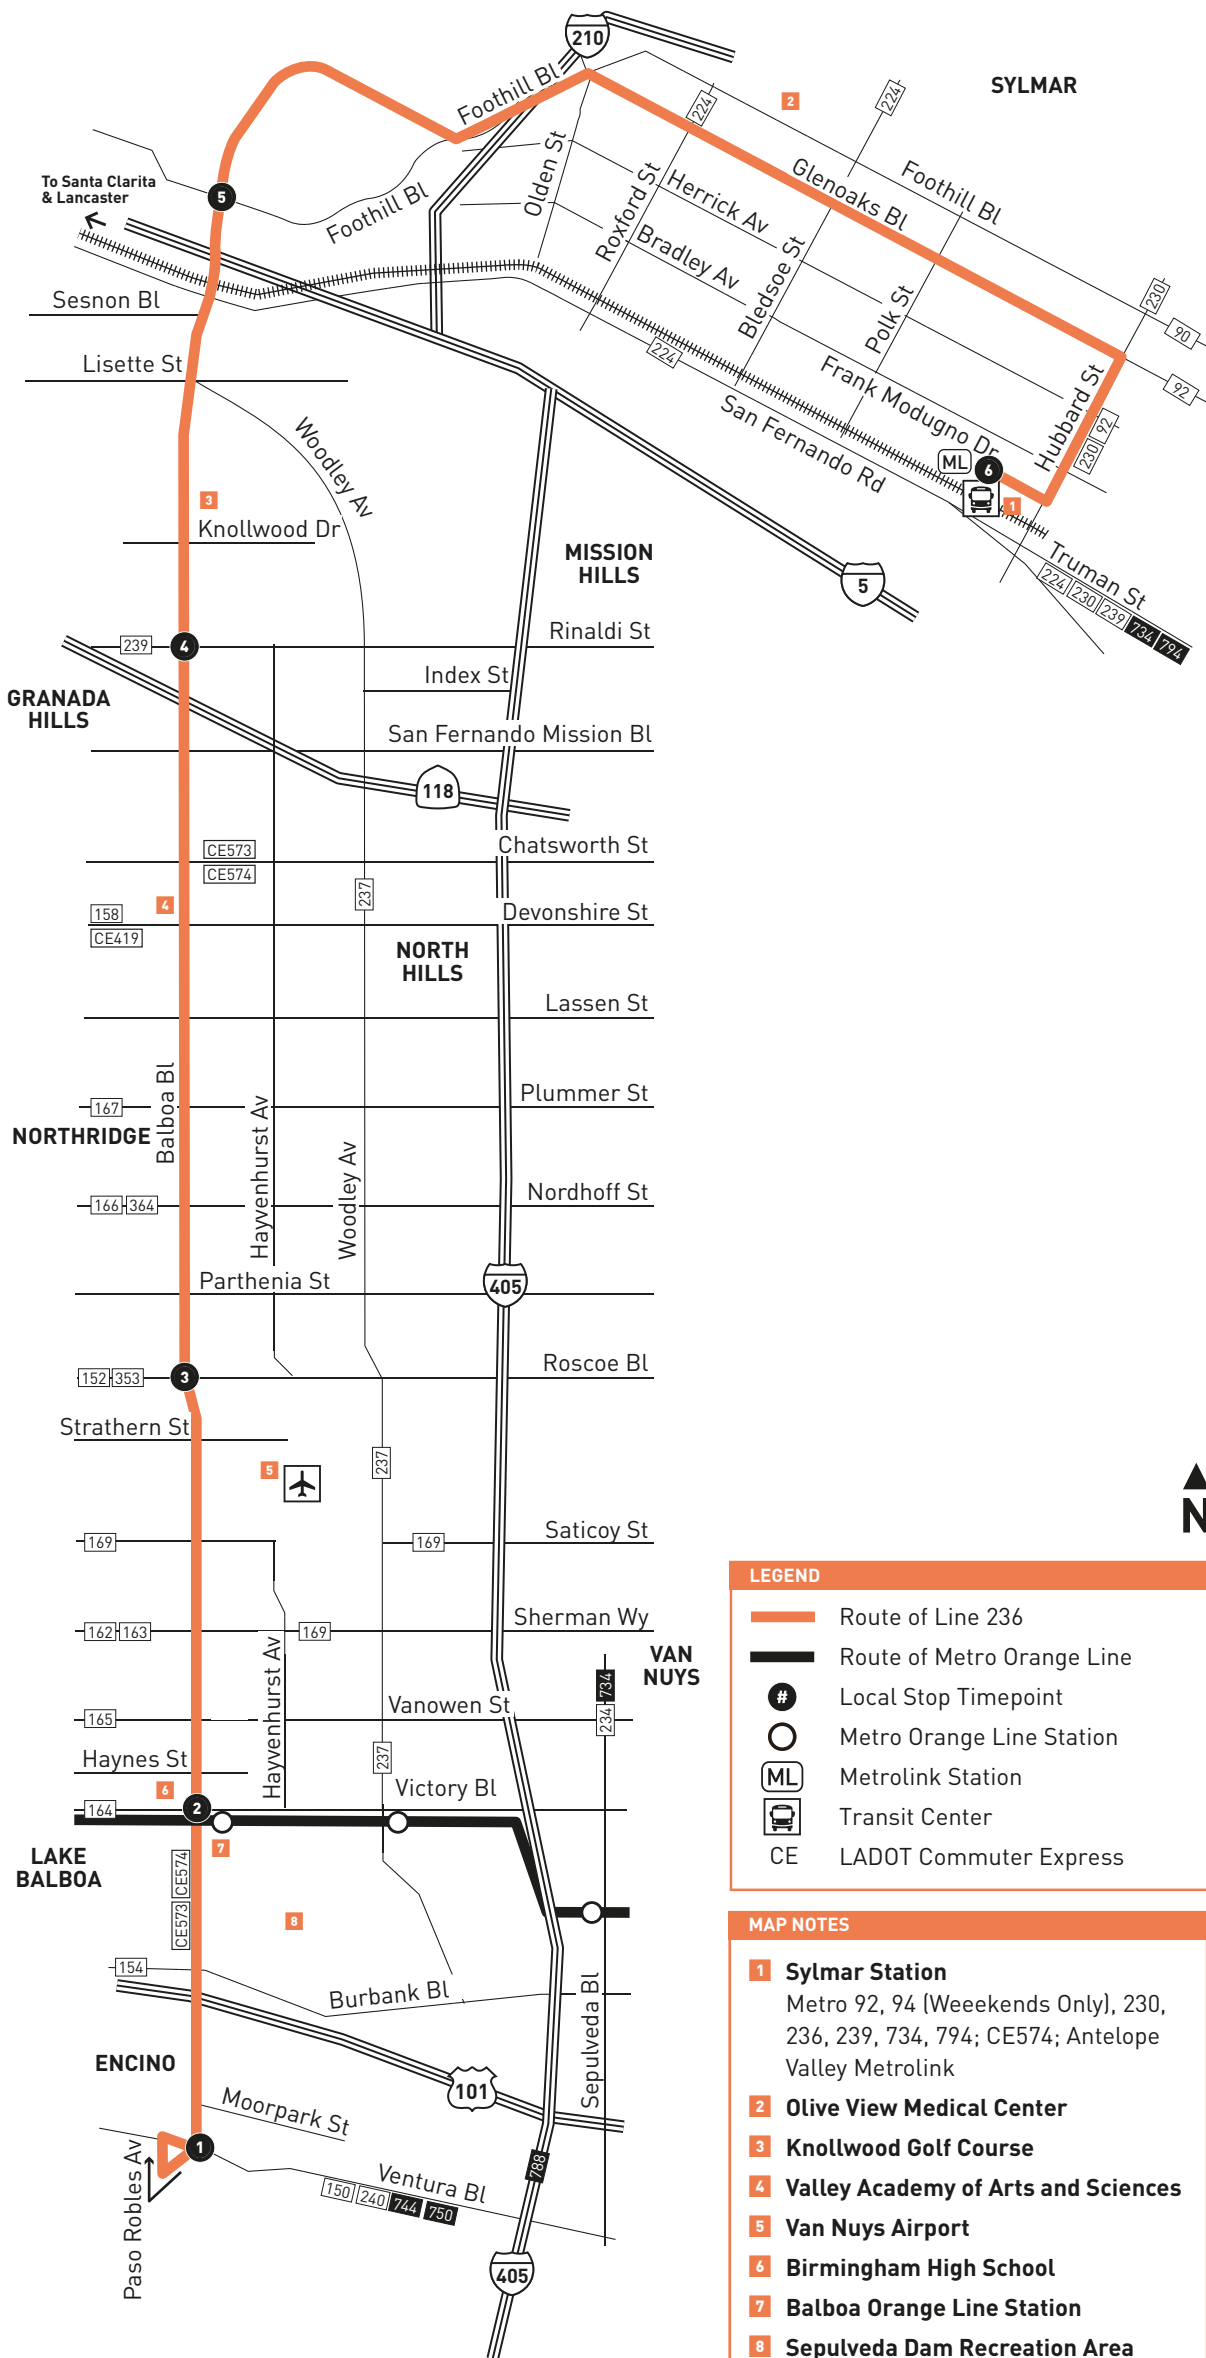 210
SYLMAR
Foothill Bl
224
2
224
Olden St
Roxford St
Herrick Av
Glenoaks Bl
Foothill Bl
To Santa Clarita
& Lancaster
5
Foothill Bl
Bradley Av
Bledsoe St
Polk St
230
90
92
Sesnon Bl
Lisette St
224
Frank Modugno Dr
Hubbard St
San Fernando Rd
230
92
Woodley Av
ML
6
1
3
Knollwood Dr
Truman St
224
230
239
734
794
MISSION
HILLS
5
239
4
Rinaldi St
Index St
GRANADA
HILLS
San Fernando Mission Bl
118
CE573
CE574
Chatsworth St
237
4
158
CE419
Devonshire St
NORTH
HILLS
Lassen St
Balboa Bl
167
Plummer St
NORTHRIDGE
Hayvenhurst Av
Woodley Av
166
364
Nordhoff St
Parthenia St
405
152
353
3
Roscoe Bl
Strathern St
237
5
N
169
169
Saticoy St
162
163
169
Sherman Wy
VAN
NUYS
734
234
165
Hayvenhurst Av
Vanowen St
Haynes St
237
6
Victory Bl
164
2
7
LAKE
BALBOA
CE573
CE574
8
154
Burbank Bl
Sepulveda Bl
ENCINO
101
Moorpark St
1
Paso Robles Av
Ventura Bl
150
240
744
750
788
405
LEGEND
Route of Line 236
Route of Metro Orange Line
# Local Stop Timepoint
Metro Orange Line Station
ML Metrolink Station
Transit Center
CE LADOT Commuter Express
MAP NOTES
1 Sylmar Station
Metro 92, 94 (Weeekends Only), 230,
236, 239, 734, 794; CE574; Antelope
Valley Metrolink
2 Olive View Medical Center
3 Knollwood Golf Course
4 Valley Academy of Arts and Sciences
5 Van Nuys Airport
6 Birmingham High School
7 Balboa Orange Line Station
8 Sepulveda Dam Recreation Area